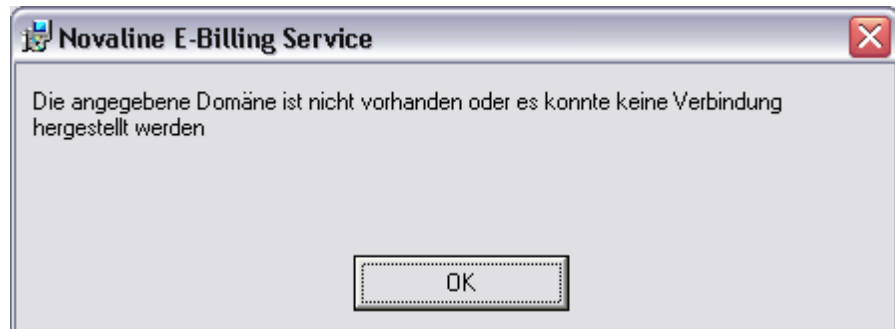 Novaline E-Billing Service
Die angegebene Domäne ist nicht vorhanden oder es konnte keine Verbindung
hergestellt werden
OK